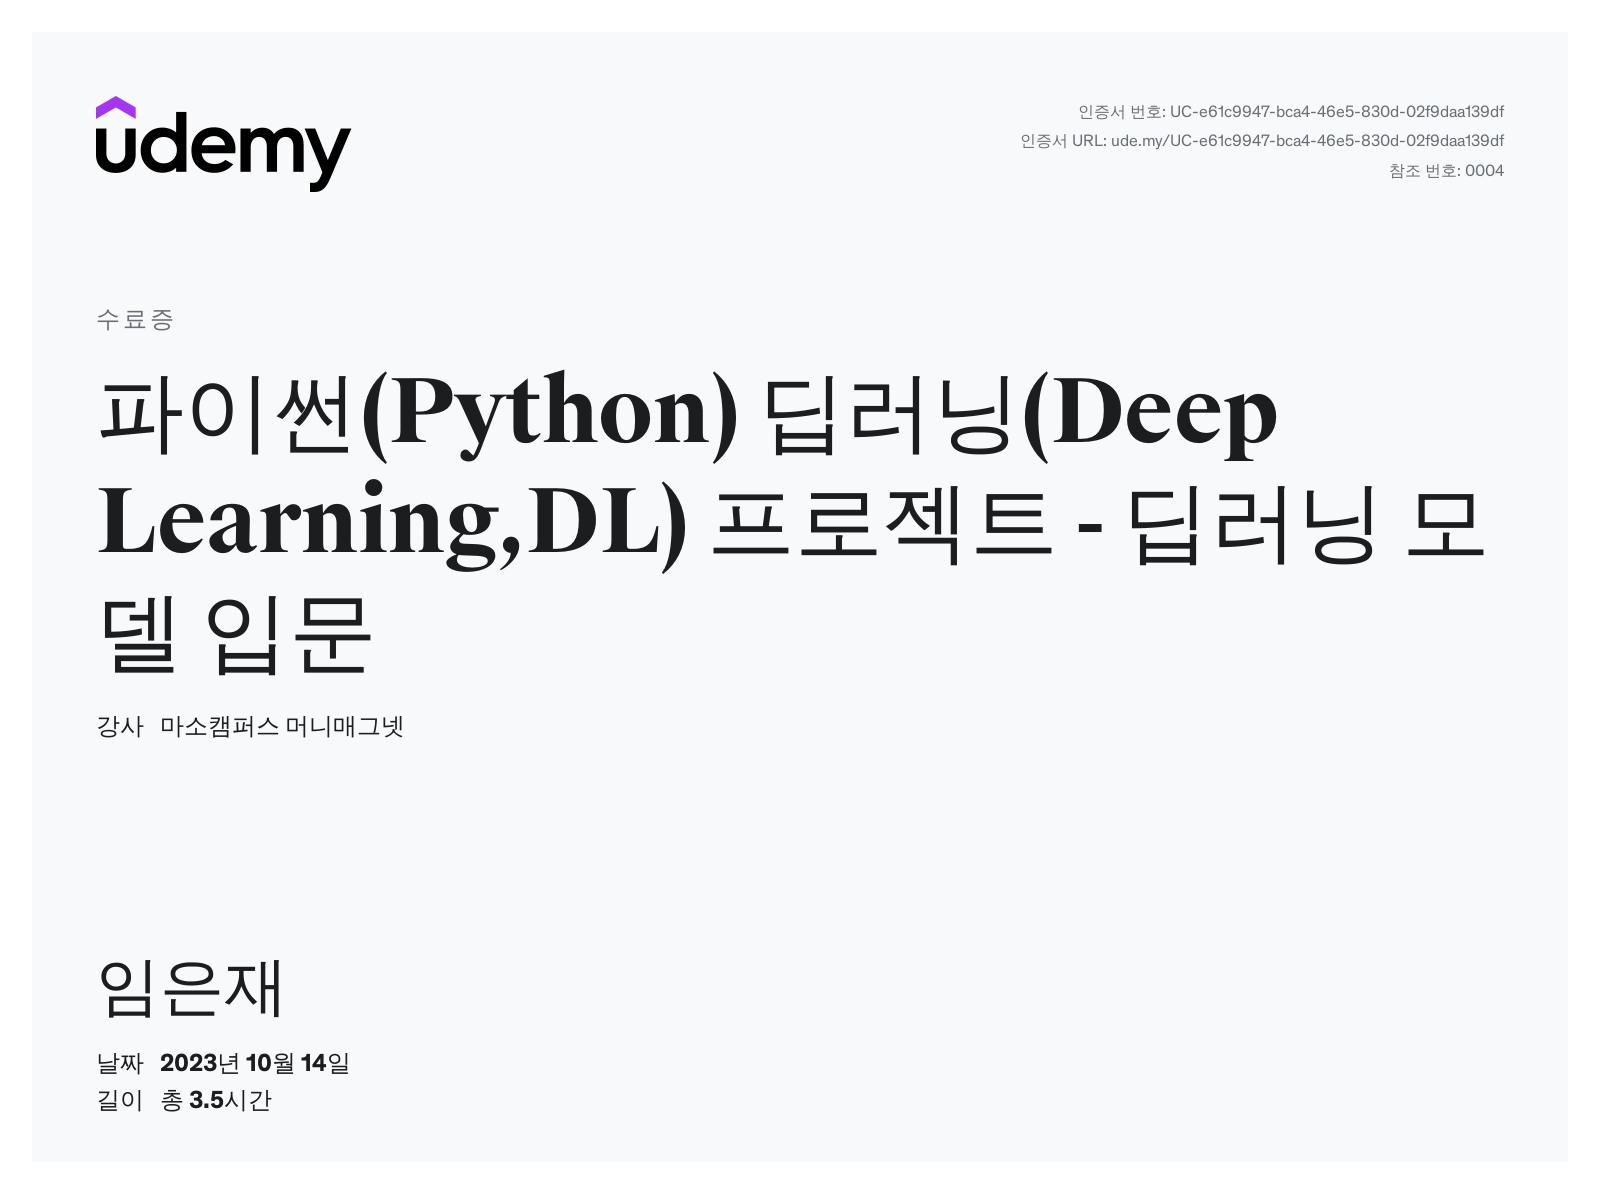 udemy
인증서 번호: UC-e61c9947-bca4-46e5-830d-02f9daa139df
인증서 URL: ude.my/UC-e61c9947-bca4-46e5-830d-02f9daa139df
참조 번호: 0004
수료증
파이썬(Python) 딥러닝(Deep
Learning,DL) 프로젝트 - 딥러닝 모
델 입문
강사 마소캠퍼스 머니매그넷
임은재
날짜 2023년 10월 14일
길이 총 3.5시간